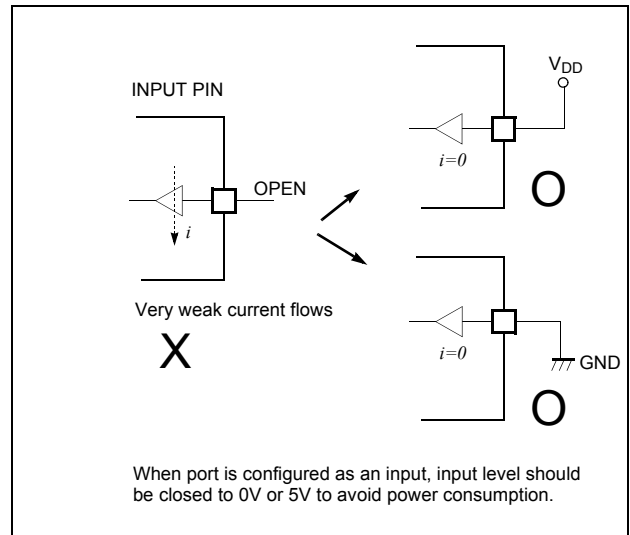 INPUT PIN
OPEN
i
Very weak current flows
X
VDD
i=0
O
i=0
GND
O
When port is configured as an input, input level should
be closed to 0V or 5V to avoid power consumption.